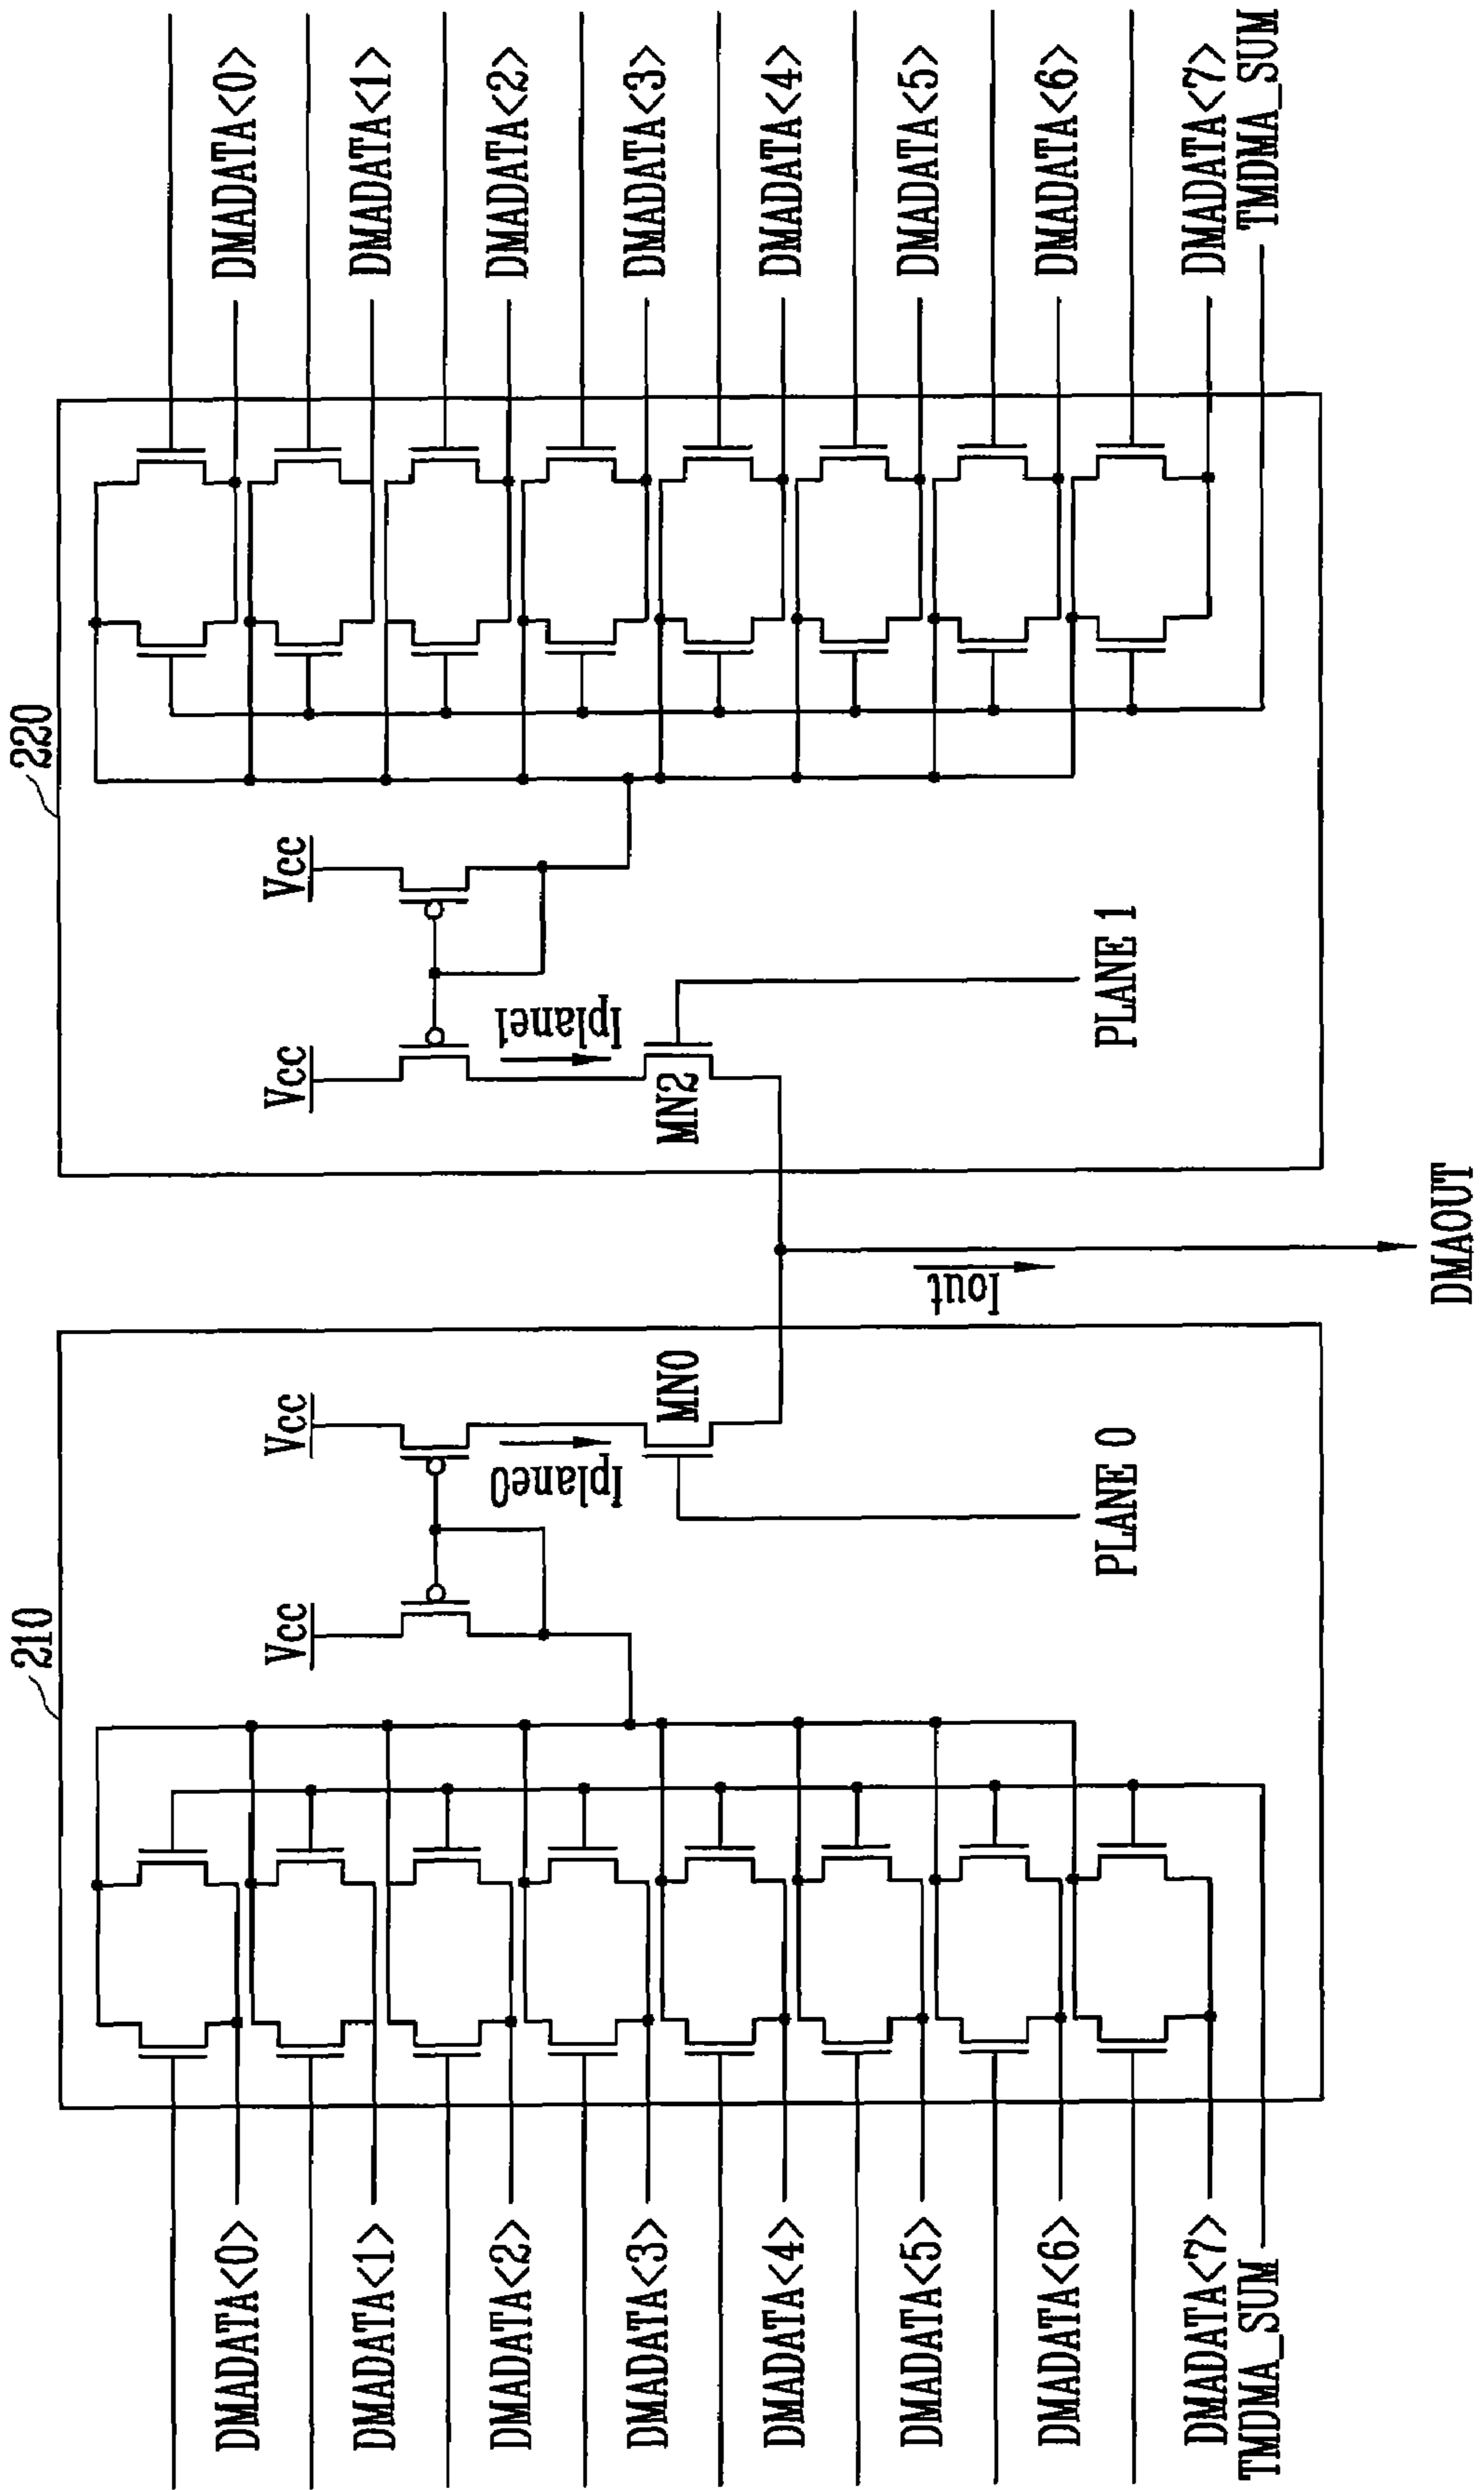 210
220
Vcc
Vcc
Vcc
Vcc
Iplane0
Iplane1
MN0
MN2
PLANE 0
PLANE 1
Iout
DMAOUT
DMADATA<0>
DMADATA<1>
DMADATA<2>
DMADATA<3>
DMADATA<4>
DMADATA<5>
DMADATA<6>
DMADATA<7>
TMDMA_SUM
DMADATA<0>
DMADATA<1>
DMADATA<2>
DMADATA<3>
DMADATA<4>
DMADATA<5>
DMADATA<6>
DMADATA<7>
TMDMA_SUM